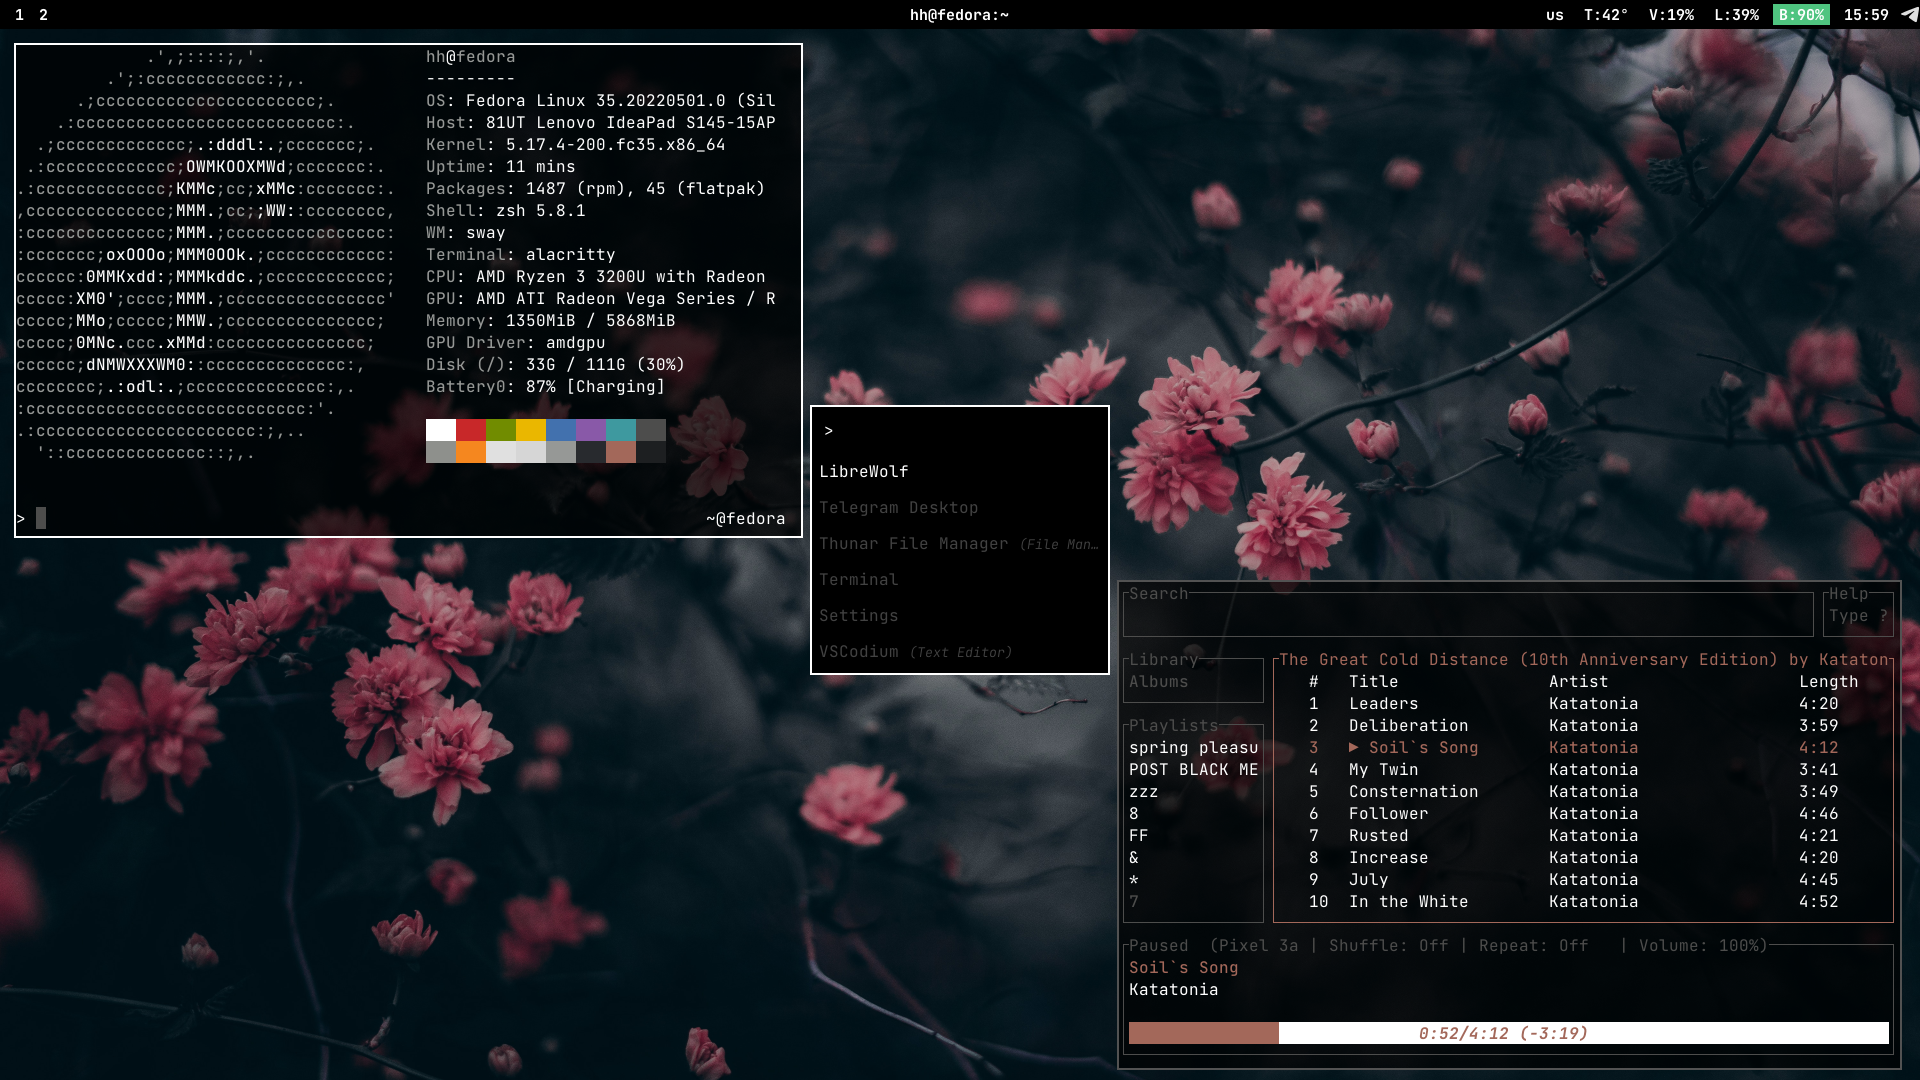 1 2
hh@fedora:~
us T:42° V:19% L:39% B:90% 15:59
.',;::::;,'.
.';:cccccccccccc:;,.
.;cccccccccccccccccccccc;.
.:cccccccccccccccccccccccccc:.
.;ccccccccccccc;.:dddl:.;ccccccc;.
.:ccccccccccccc;OWMKOOXMWd;ccccccc:.
.:ccccccccccccc;KMMc;cc;xMMc:ccccccc:.
,cccccccccccccc;MMM.;cc;;WW::cccccccc,
:cccccccccccccc;MMM.;cccccccccccccccc:
:ccccccc;oxOOOo;MMM0OOk.;cccccccccccc:
cccccc:0MMKxdd:;MMMkddc.;cccccccccccc;
ccccc:XM0';cccc;MMM.;cccccccccccccccc'
ccccc;MMo;ccccc;MMW.;ccccccccccccccc;
ccccc;0MNc.ccc.xMMd:ccccccccccccccc;
cccccc;dNMWXXXWM0::cccccccccccccc:,
cccccccc;.:odl:.;cccccccccccccc:,.
:cccccccccccccccccccccccccccc:'.
.:cccccccccccccccccccccc:;,..
'::cccccccccccccc::;,.
hh@fedora
---------
OS: Fedora Linux 35.20220501.0 (Sil
Host: 81UT Lenovo IdeaPad S145-15AP
Kernel: 5.17.4-200.fc35.x86_64
Uptime: 11 mins
Packages: 1487 (rpm), 45 (flatpak)
Shell: zsh 5.8.1
WM: sway
Terminal: alacritty
CPU: AMD Ryzen 3 3200U with Radeon
GPU: AMD ATI Radeon Vega Series / R
Memory: 1350MiB / 5868MiB
GPU Driver: amdgpu
Disk (/): 33G / 111G (30%)
Battery0: 87% [Charging]
> ~@fedora
>
LibreWolf
Telegram Desktop
Thunar File Manager (File Man…
Terminal
Settings
VSCodium (Text Editor)
Search
Help
Type ?
Library
Albums
Playlists
spring pleasu
POST BLACK ME
zzz
8
FF
&
*
7
The Great Cold Distance (10th Anniversary Edition) by Kataton
# Title Artist Length
1 Leaders Katatonia 4:20
2 Deliberation Katatonia 3:59
3 ▶ Soil`s Song Katatonia 4:12
4 My Twin Katatonia 3:41
5 Consternation Katatonia 3:49
6 Follower Katatonia 4:46
7 Rusted Katatonia 4:21
8 Increase Katatonia 4:20
9 July Katatonia 4:45
10 In the White Katatonia 4:52
Paused (Pixel 3a | Shuffle: Off | Repeat: Off | Volume: 100%)
Soil`s Song
Katatonia
0:52/4:12 (-3:19)